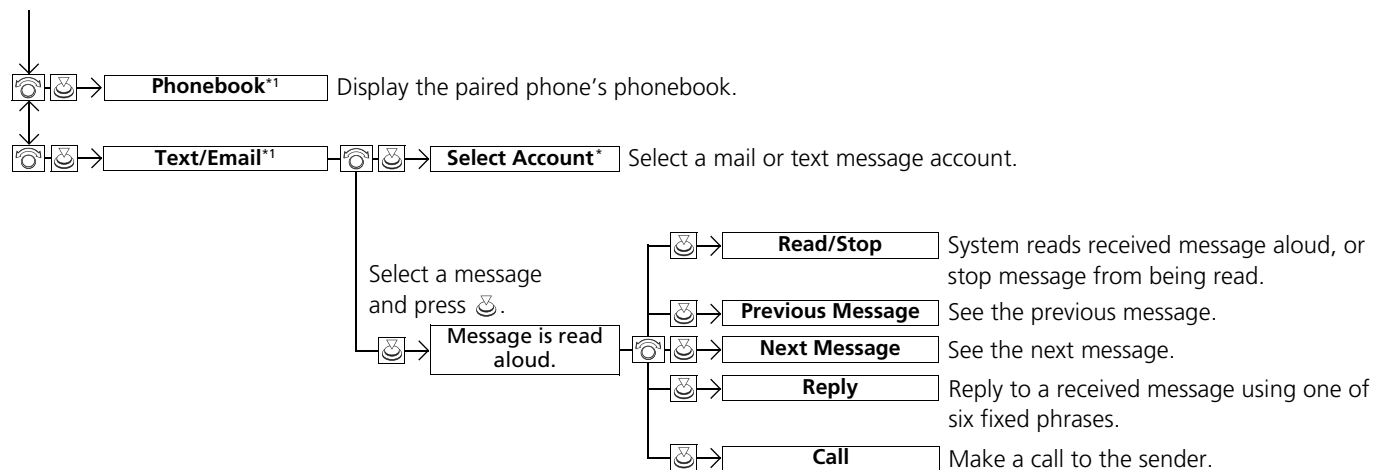 Phonebook*1 Display the paired phone's phonebook.
Text/Email*1 Select Account* Select a mail or text message account.
Select a message
and press .
Message is read
aloud.
Read/Stop System reads received message aloud, or
stop message from being read.
Previous Message See the previous message.
Next Message See the next message.
Reply Reply to a received message using one of
six fixed phrases.
Call Make a call to the sender.